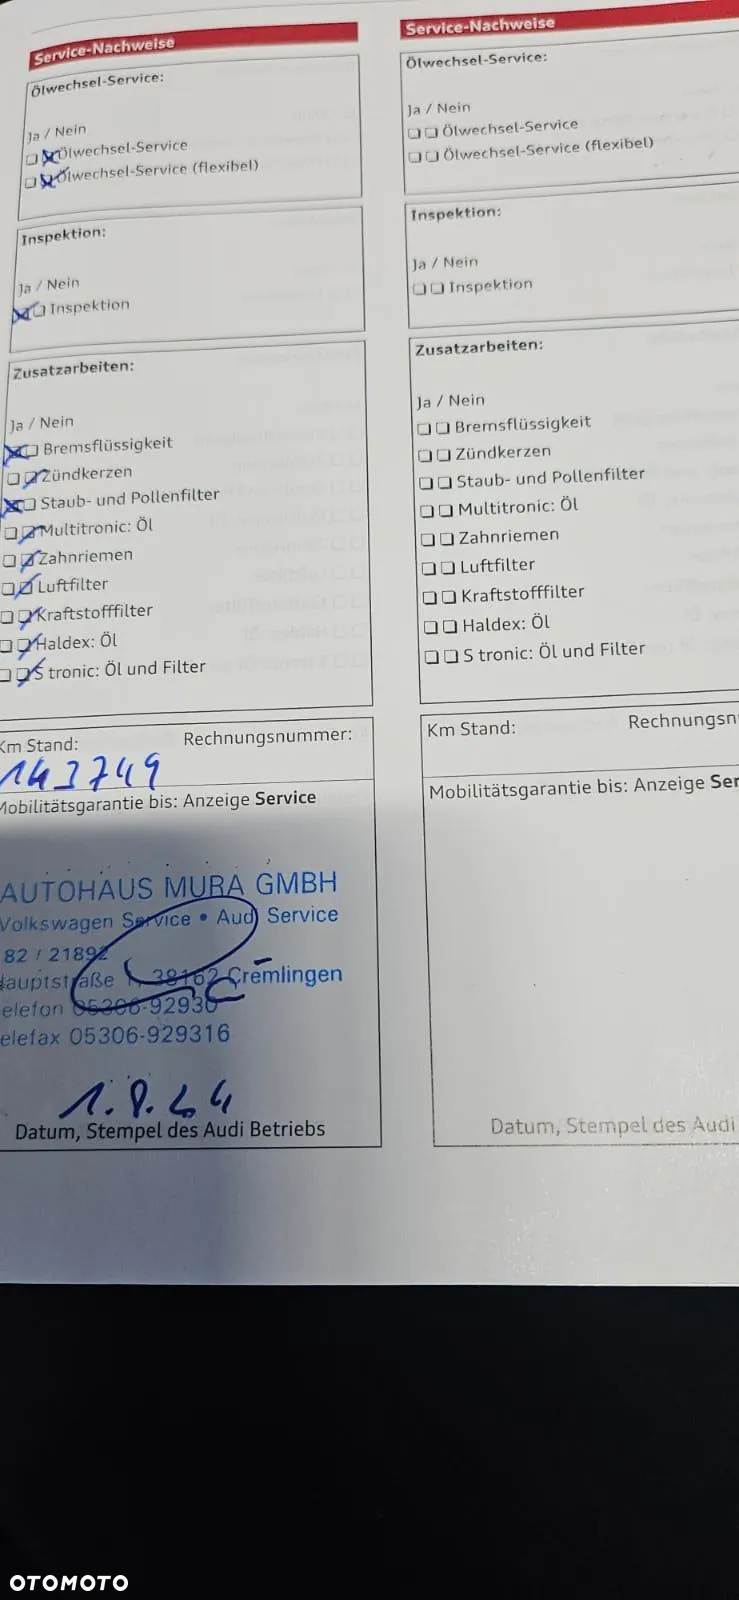 Service-Nachweise
Ölwechsel-Service:
Ja / Nein
Ölwechsel-Service
Ölwechsel-Service (flexibel)
Inspektion:
Ja / Nein
Inspektion
Zusatzarbeiten:
Ja / Nein
Bremsflüssigkeit
Zündkerzen
Staub- und Pollenfilter
Multitronic: Öl
Zahnriemen
Luftfilter
Kraftstofffilter
Haldex: Öl
S tronic: Öl und Filter
Km Stand: Rechnungsnummer:
143749
Mobilitätsgarantie bis: Anzeige Service
AUTOHAUS MURA GMBH
Volkswagen Service • Audi Service
82 / 21892
Hauptstraße 38162 Cremlingen
elefon 05306-92930
elefax 05306-929316
1.8.24
Datum, Stempel des Audi Betriebs
Service-Nachweise
Ölwechsel-Service:
Ja / Nein
Ölwechsel-Service
Ölwechsel-Service (flexibel)
Inspektion:
Ja / Nein
Inspektion
Zusatzarbeiten:
Ja / Nein
Bremsflüssigkeit
Zündkerzen
Staub- und Pollenfilter
Multitronic: Öl
Zahnriemen
Luftfilter
Kraftstofffilter
Haldex: Öl
S tronic: Öl und Filter
Km Stand: Rechnungsn
Mobilitätsgarantie bis: Anzeige Ser
Datum, Stempel des Audi
OTOMOTO